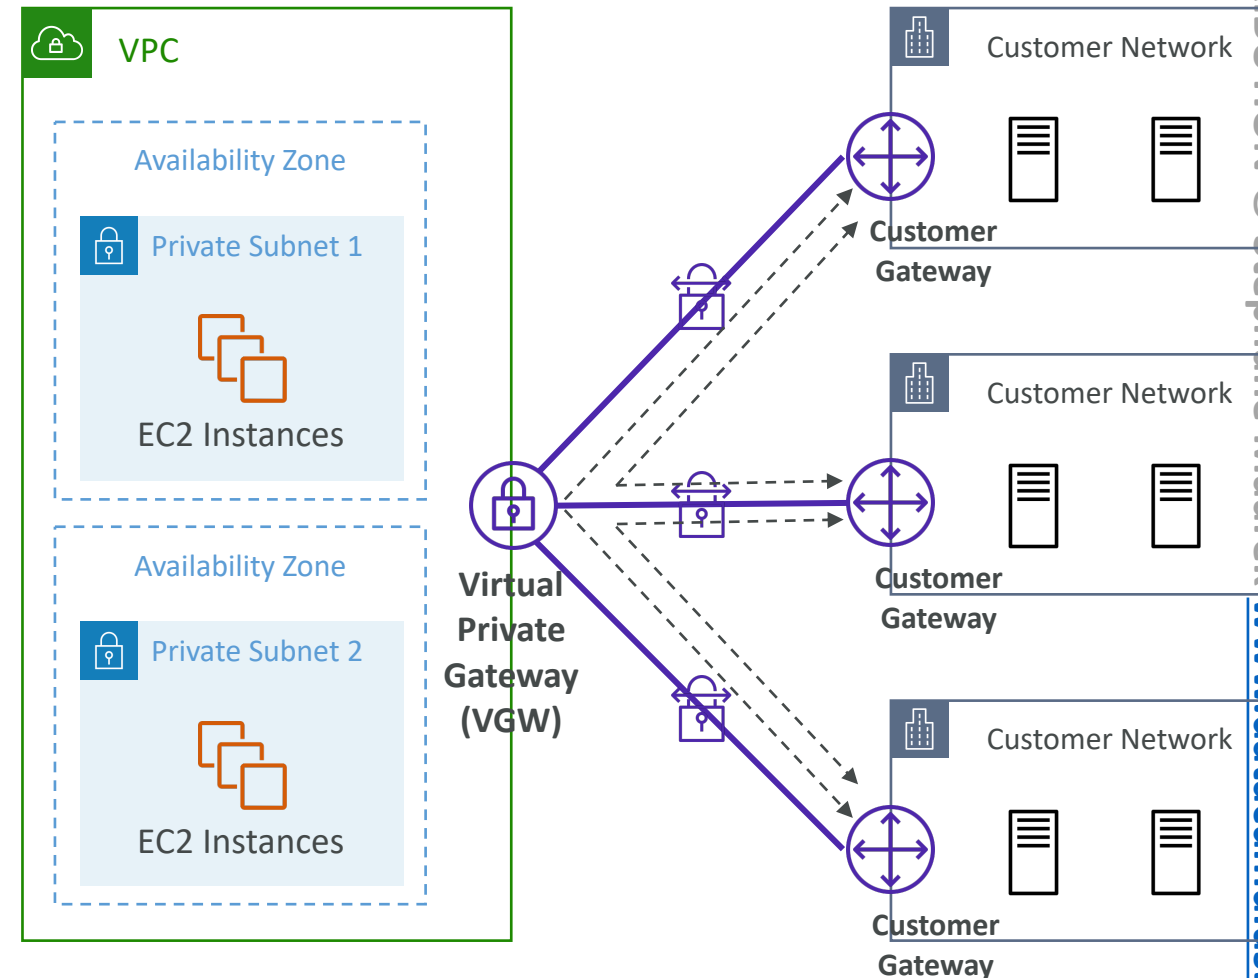 VPC
Availability Zone
Private Subnet 1
EC2 Instances
Availability Zone
Private Subnet 2
EC2 Instances
Virtual
Private
Gateway
(VGW)
Customer Network
Customer
Gateway
Customer Network
Customer
Gateway
Customer Network
Customer
Gateway